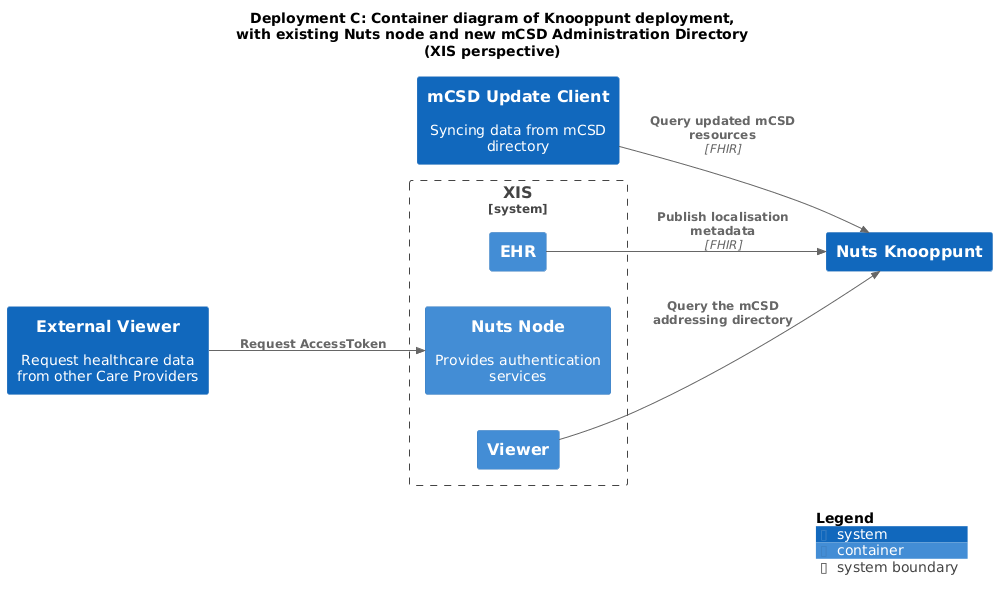 Deployment C: Container diagram of Knooppunt deployment,
with existing Nuts node and new mCSD Administration Directory
(XIS perspective)
mCSD Update Client
Syncing data from mCSD
directory
Query updated mCSD
resources
[FHIR]
XIS
[system]
EHR
Publish localisation
metadata
[FHIR]
Nuts Knooppunt
External Viewer
Request healthcare data
from other Care Providers
Request AccessToken
Nuts Node
Provides authentication
services
Query the mCSD
addressing directory
Viewer
Legend
system
container
system boundary